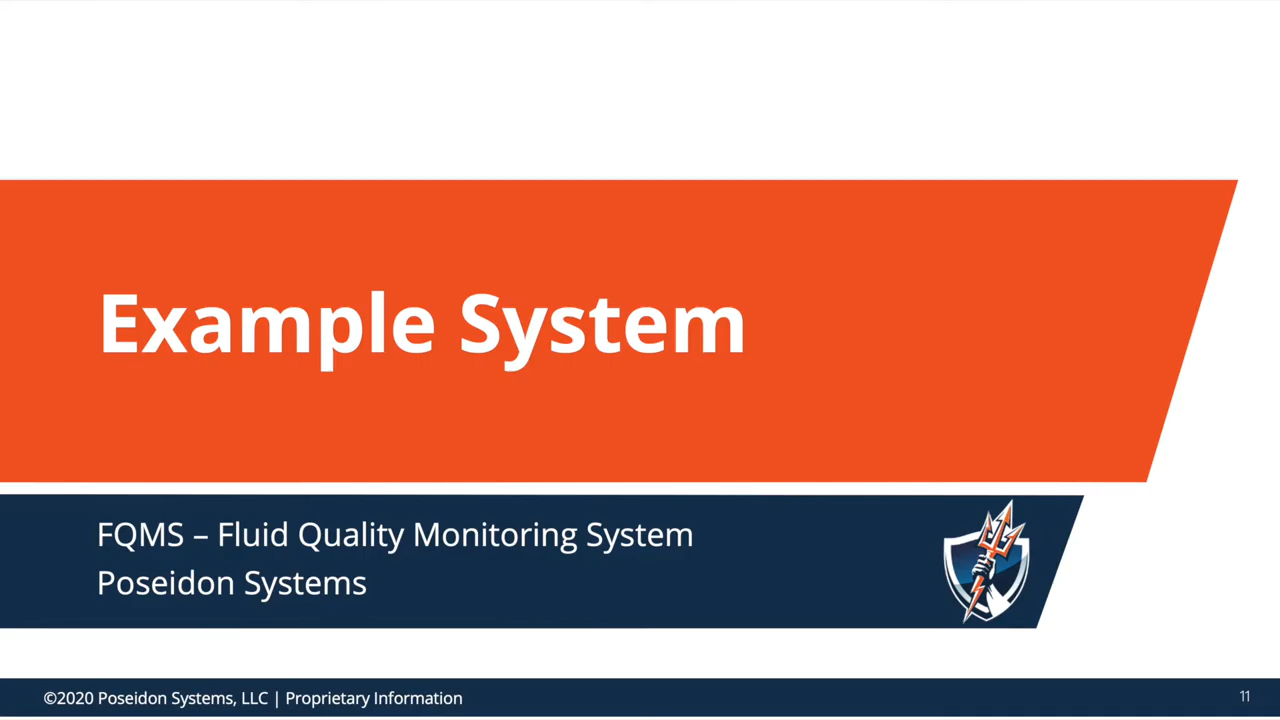 Example System
FQMS – Fluid Quality Monitoring System
Poseidon Systems
©2020 Poseidon Systems, LLC | Proprietary Information
11